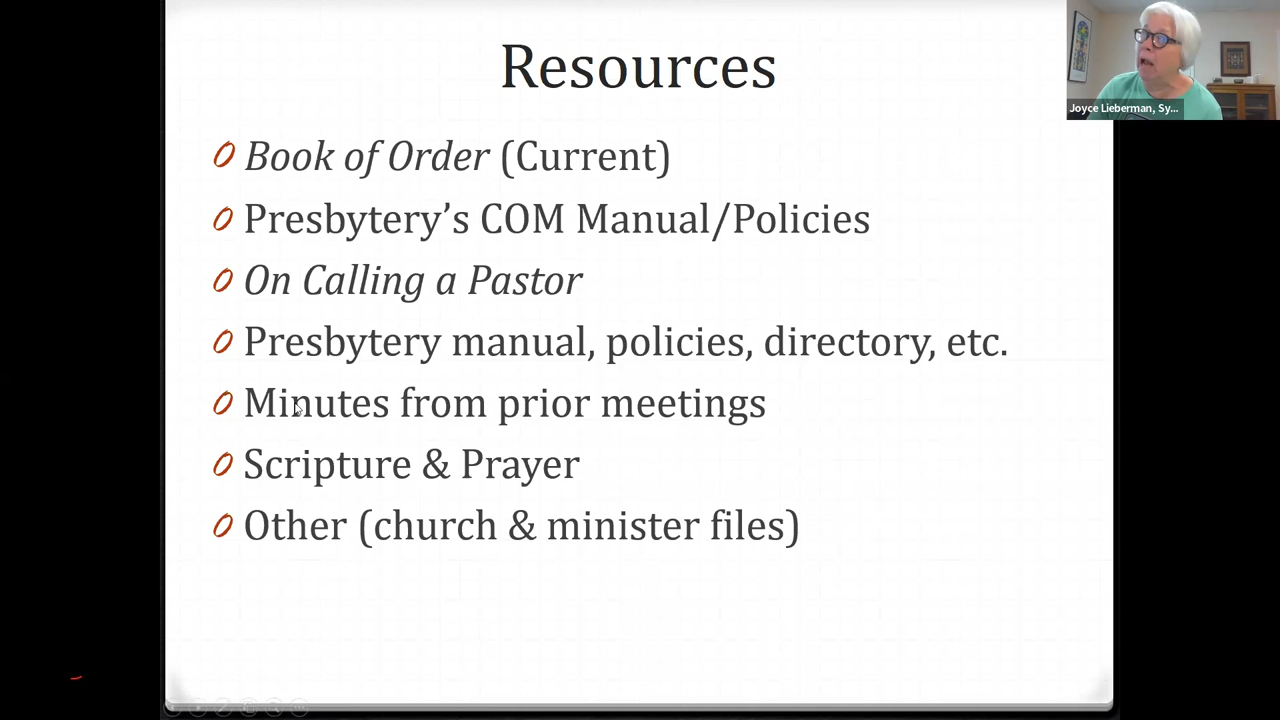 Resources
Book of Order (Current)
Presbytery’s COM Manual/Policies
On Calling a Pastor
Presbytery manual, policies, directory, etc.
Minutes from prior meetings
Scripture & Prayer
Other (church & minister files)
Joyce Lieberman, Sy...